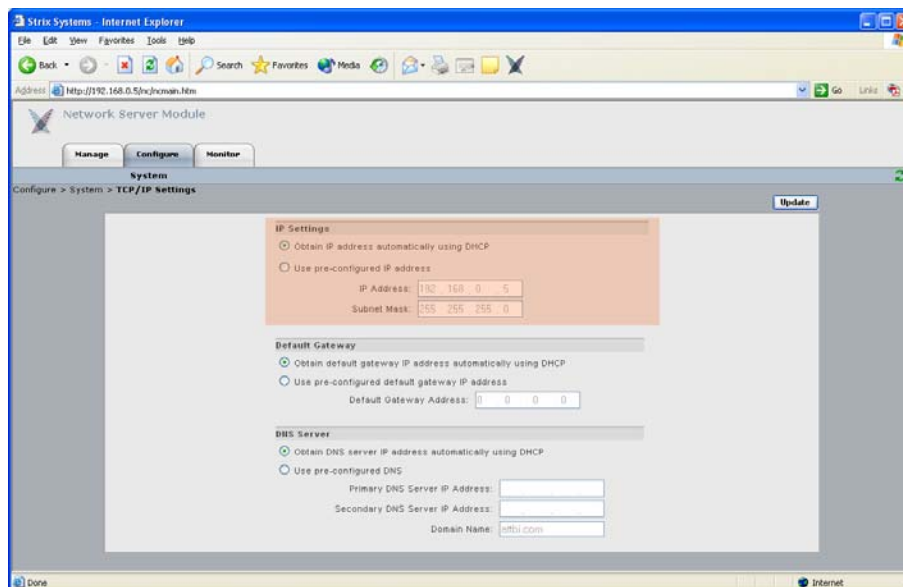 Strix Systems - Internet Explorer
File Edit View Favorites Tools Help
Back Search Favorites Media
Address http://192.168.0.5/nc/ncmain.htm Go Links
Network Server Module
Manage Configure Monitor
System
Configure > System > TCP/IP Settings
Update
IP Settings
Obtain IP address automatically using DHCP
Use pre-configured IP address
IP Address: 192 . 168 . 0 . 5
Subnet Mask: 255 . 255 . 255 . 0
Default Gateway
Obtain default gateway IP address automatically using DHCP
Use pre-configured default gateway IP address
Default Gateway Address: 0 0 0 0
DNS Server
Obtain DNS server IP address automatically using DHCP
Use pre-configured DNS
Primary DNS Server IP Address:
Secondary DNS Server IP Address:
Domain Name: attbi.com
Done Internet